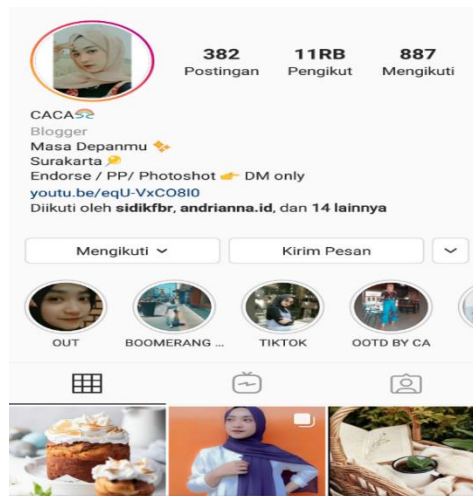 382 11RB 887
Postingan Pengikut Mengikuti
CACA
Blogger
Masa Depanmu
Surakarta
Endorse / PP/ Photoshot 👉 DM only
youtu.be/eqU-VxCO8I0
Diikuti oleh sidikfbr, andrianna.id, dan 14 lainnya
Mengikuti Kirim Pesan
OUT BOOMERANG ... TIKTOK OOTD BY CA